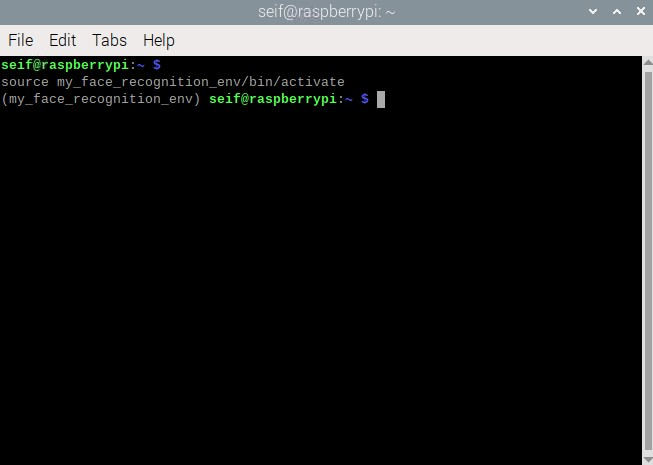 seif@raspberrypi: ~
File Edit Tabs Help
seif@raspberrypi:~ $
source my_face_recognition_env/bin/activate
(my_face_recognition_env) seif@raspberrypi:~ $